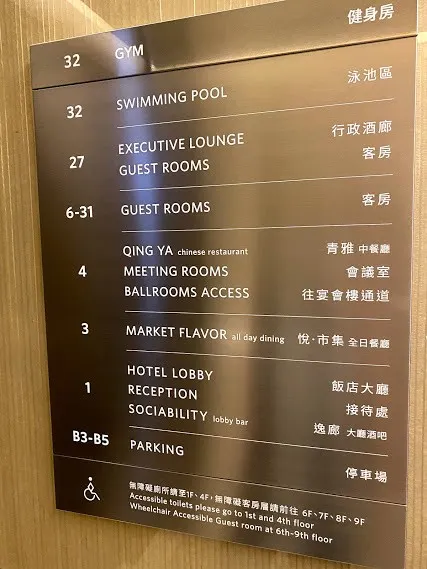 32 GYM 健身房
32 SWIMMING POOL 泳池區
27 EXECUTIVE LOUNGE 行政酒廊
GUEST ROOMS 客房
6-31 GUEST ROOMS 客房
QING YA chinese restaurant 青雅 中餐廳
4 MEETING ROOMS 會議室
BALLROOMS ACCESS 往宴會樓通道
3 MARKET FLAVOR all day dining 悅·市集 全日餐廳
HOTEL LOBBY 飯店大廳
1 RECEPTION 接待處
SOCIABILITY lobby bar 逸廊 大廳酒吧
B3-B5 PARKING 停車場
無障礙廁所請至1F、4F，無障礙客房層請前往 6F、7F、8F、9F
Accessible toilets please go to 1st and 4th floor
Wheelchair Accessible Guest room at 6th-9th floor